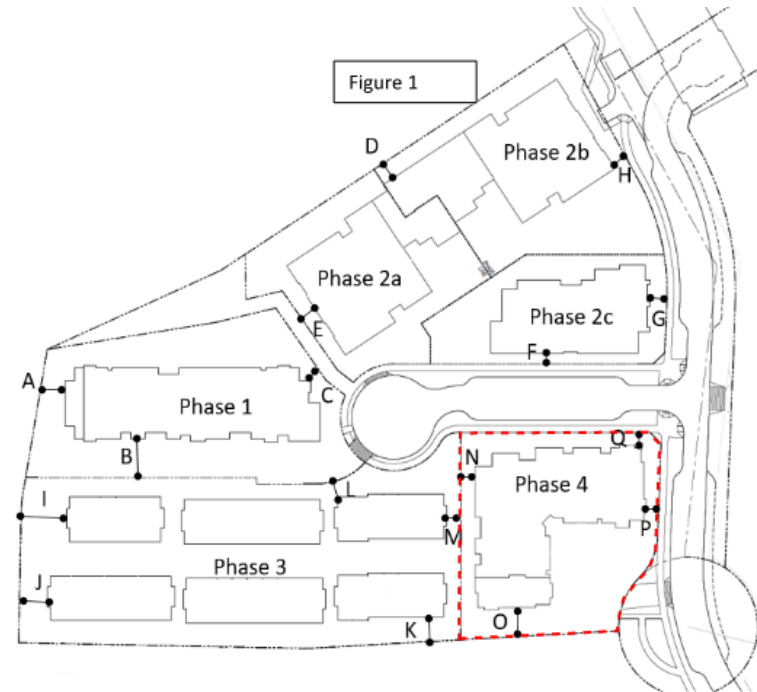 Figure 1
D
Phase 2b
H
Phase 2a
E
Phase 2c
G
F
A
C
Phase 1
B
Q
N
L
Phase 4
I
M
P
Phase 3
J
K
O